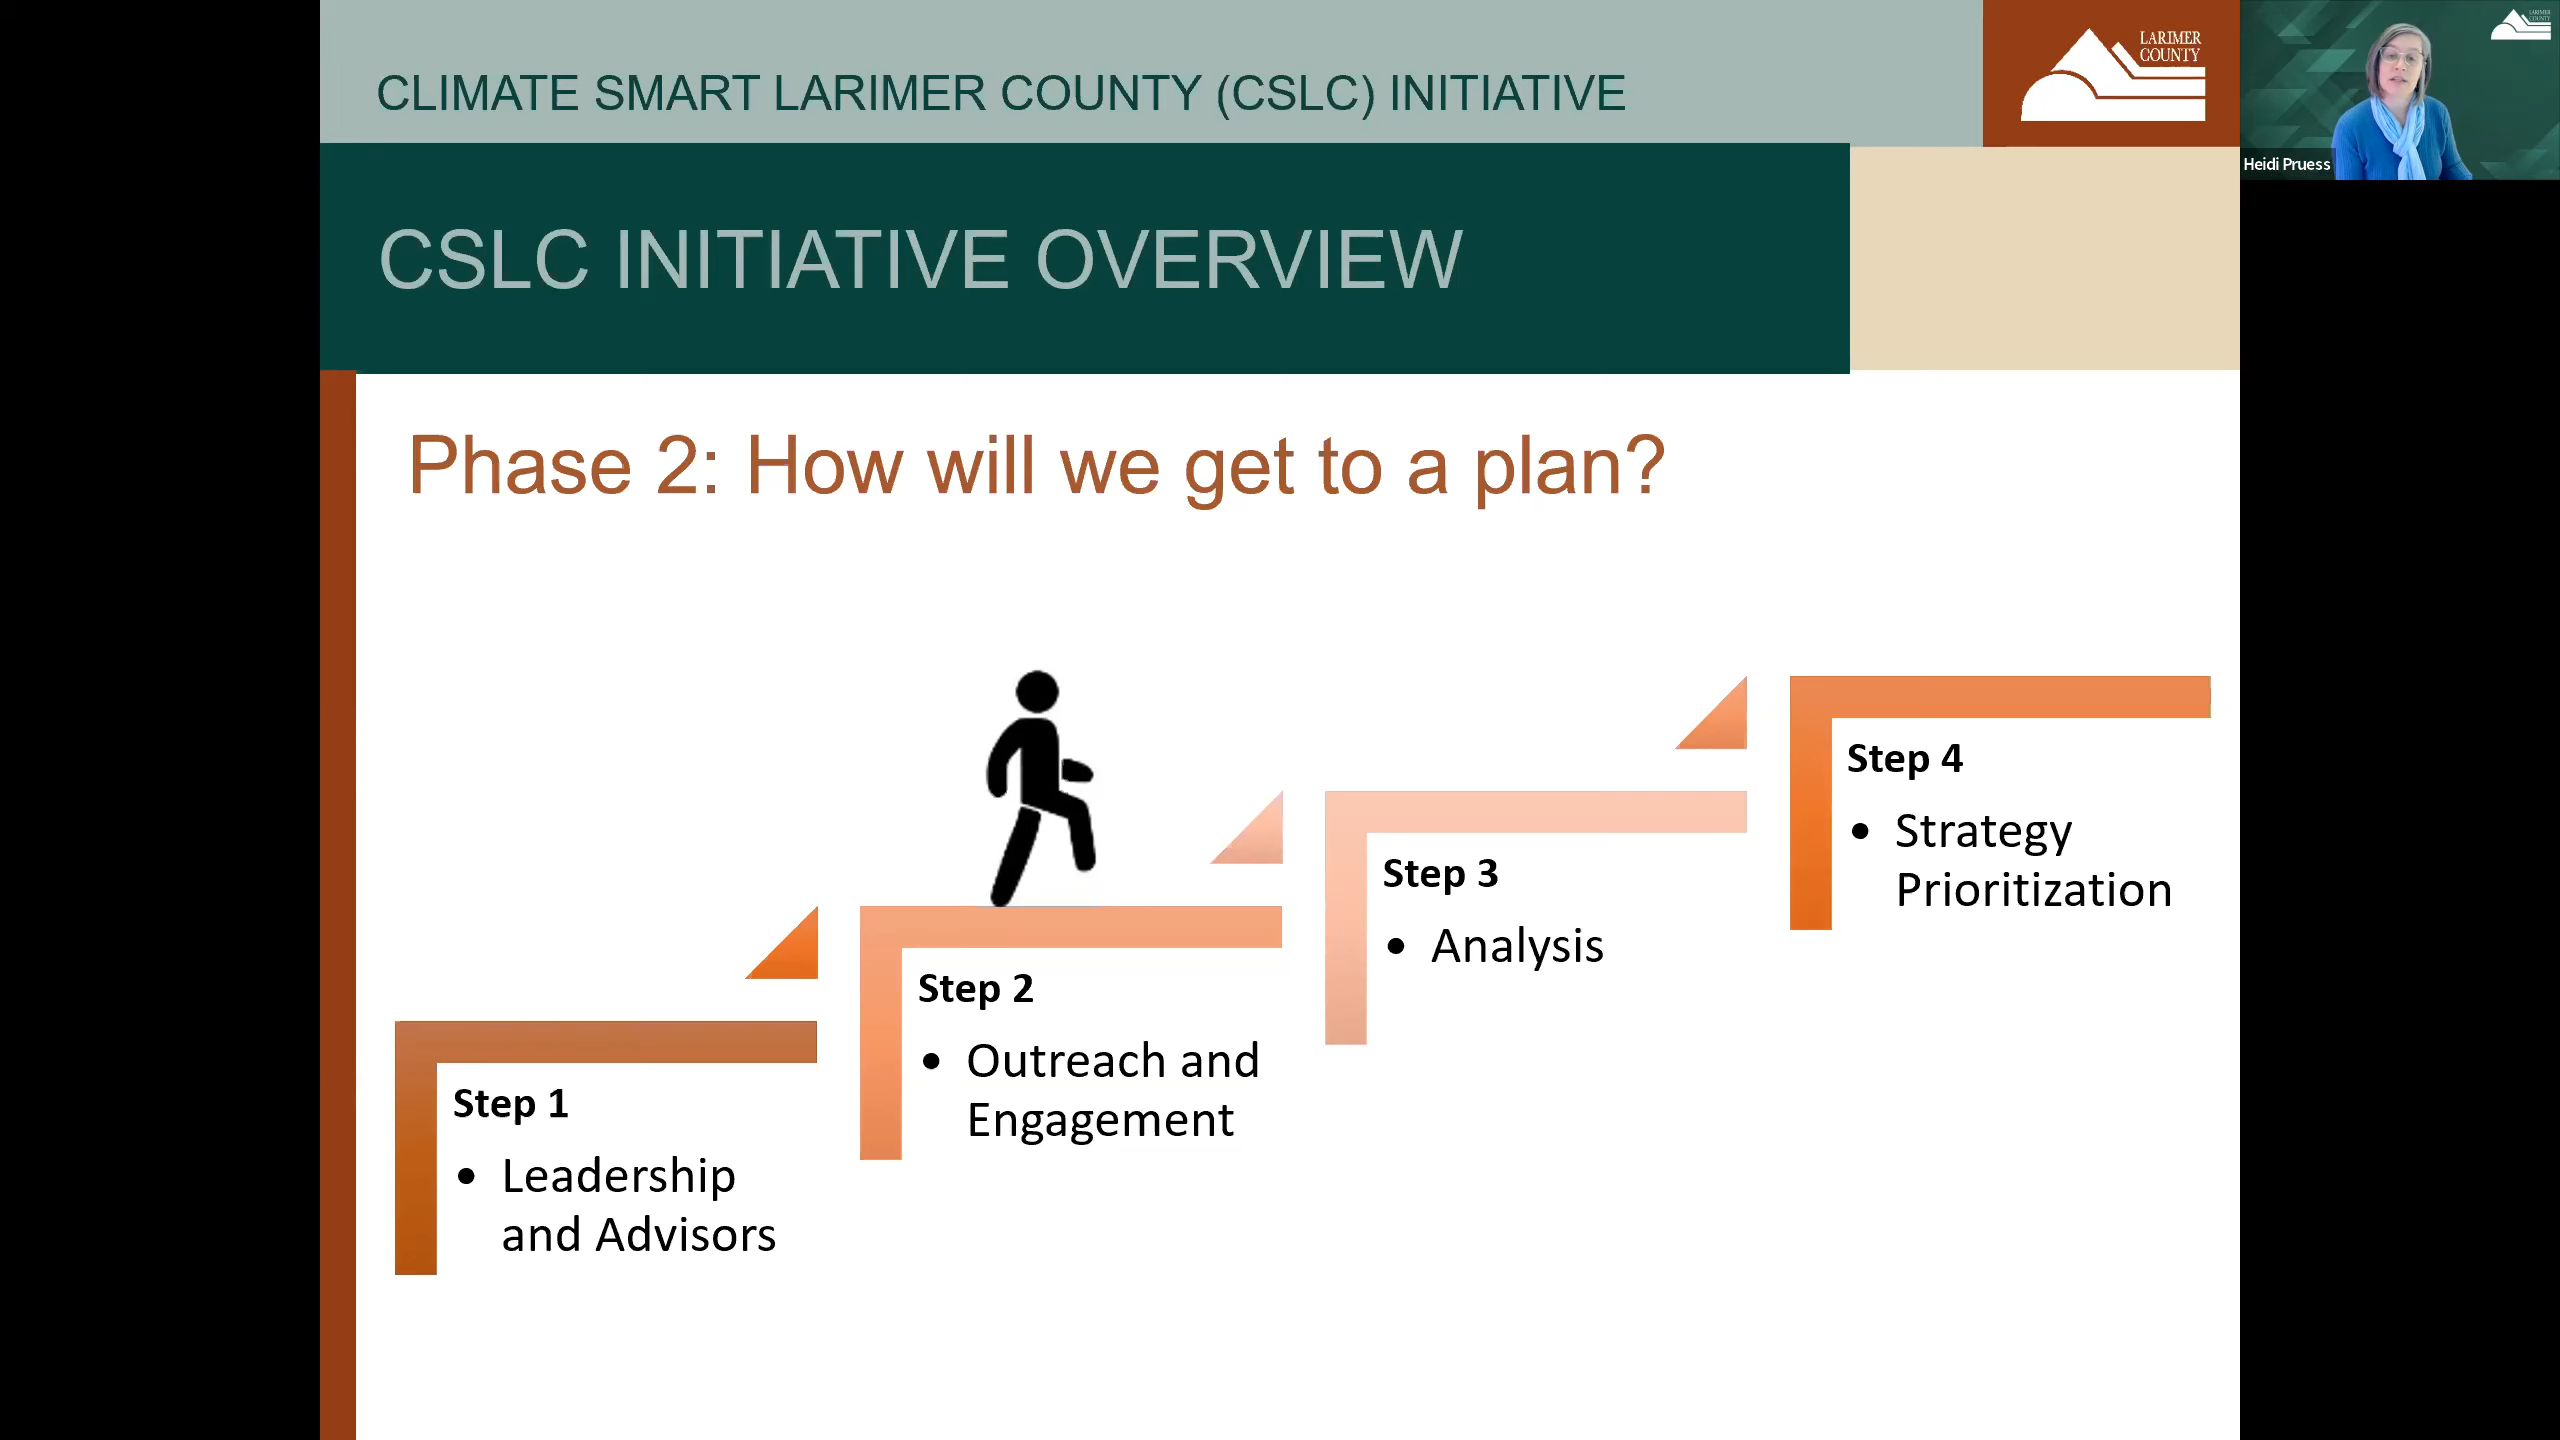 CLIMATE SMART LARIMER COUNTY (CSLC) INITIATIVE
LARIMER
COUNTY
LARIMER
COUNTY
Heidi Pruess
CSLC INITIATIVE OVERVIEW
Phase 2: How will we get to a plan?
Step 1
• Leadership
and Advisors
Step 2
• Outreach and
Engagement
Step 3
• Analysis
Step 4
• Strategy
Prioritization